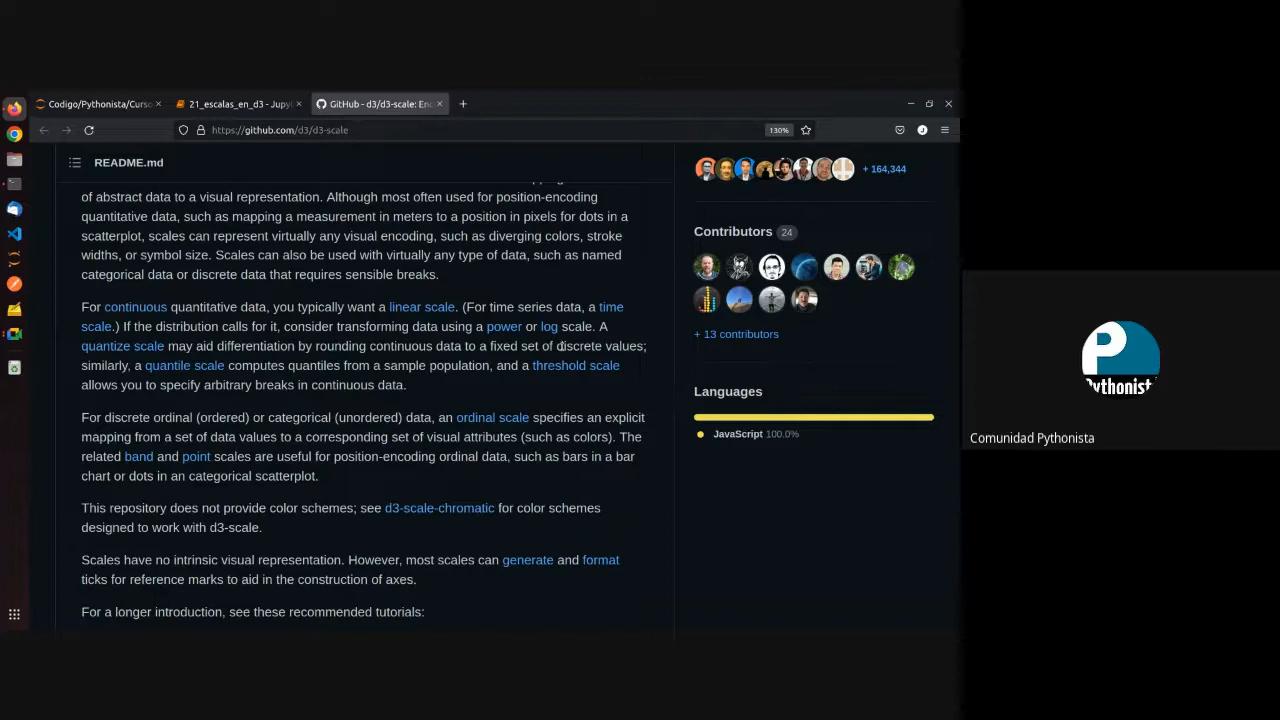 Codigo/Pythonista/Curso
21_escalas_en_d3 - Jupyt
GitHub - d3/d3-scale: Enc
https://github.com/d3/d3-scale
130%
README.md
of abstract data to a visual representation. Although most often used for position-encoding
quantitative data, such as mapping a measurement in meters to a position in pixels for dots in a
scatterplot, scales can represent virtually any visual encoding, such as diverging colors, stroke
widths, or symbol size. Scales can also be used with virtually any type of data, such as named
categorical data or discrete data that requires sensible breaks.
For continuous quantitative data, you typically want a linear scale. (For time series data, a time
scale.) If the distribution calls for it, consider transforming data using a power or log scale. A
quantize scale may aid differentiation by rounding continuous data to a fixed set of discrete values;
similarly, a quantile scale computes quantiles from a sample population, and a threshold scale
allows you to specify arbitrary breaks in continuous data.
For discrete ordinal (ordered) or categorical (unordered) data, an ordinal scale specifies an explicit
mapping from a set of data values to a corresponding set of visual attributes (such as colors). The
related band and point scales are useful for position-encoding ordinal data, such as bars in a bar
chart or dots in an categorical scatterplot.
This repository does not provide color schemes; see d3-scale-chromatic for color schemes
designed to work with d3-scale.
Scales have no intrinsic visual representation. However, most scales can generate and format
ticks for reference marks to aid in the construction of axes.
For a longer introduction, see these recommended tutorials:
+ 164,344
Contributors 24
+ 13 contributors
Languages
JavaScript 100.0%
Pythonist
Comunidad Pythonista